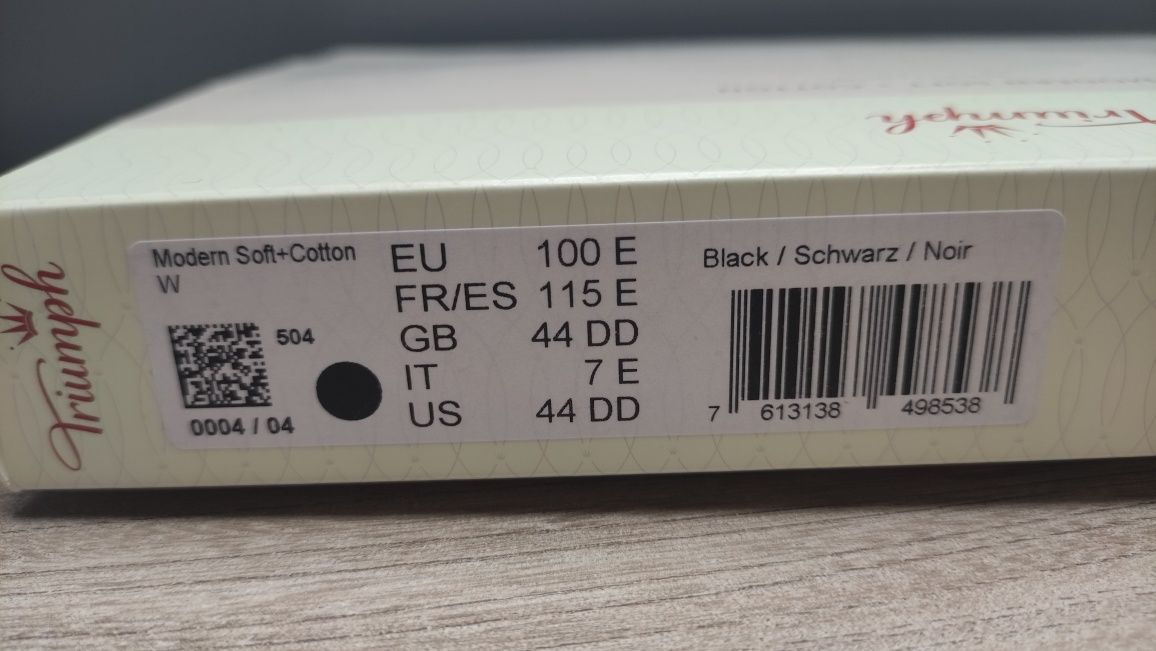 Triumph
Triumph
Modern Soft+Cotton
W
504
0004 / 04
EU 100 E
FR/ES 115 E
GB 44 DD
IT 7 E
US 44 DD
Black / Schwarz / Noir
7 613138 498538